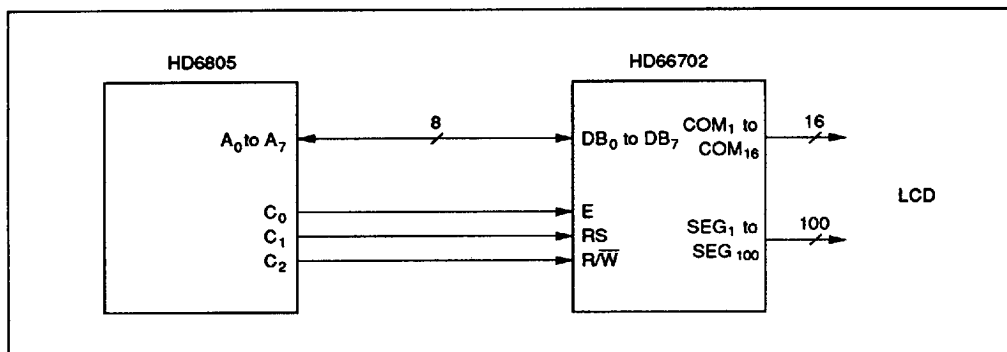 HD6805
HD66702
A₀ to A₇
8
DB₀ to DB₇
COM₁ to
COM₁₆
16
LCD
C₀
E
C₁
RS
C₂
R/W̅
SEG₁ to
SEG₁₀₀
100